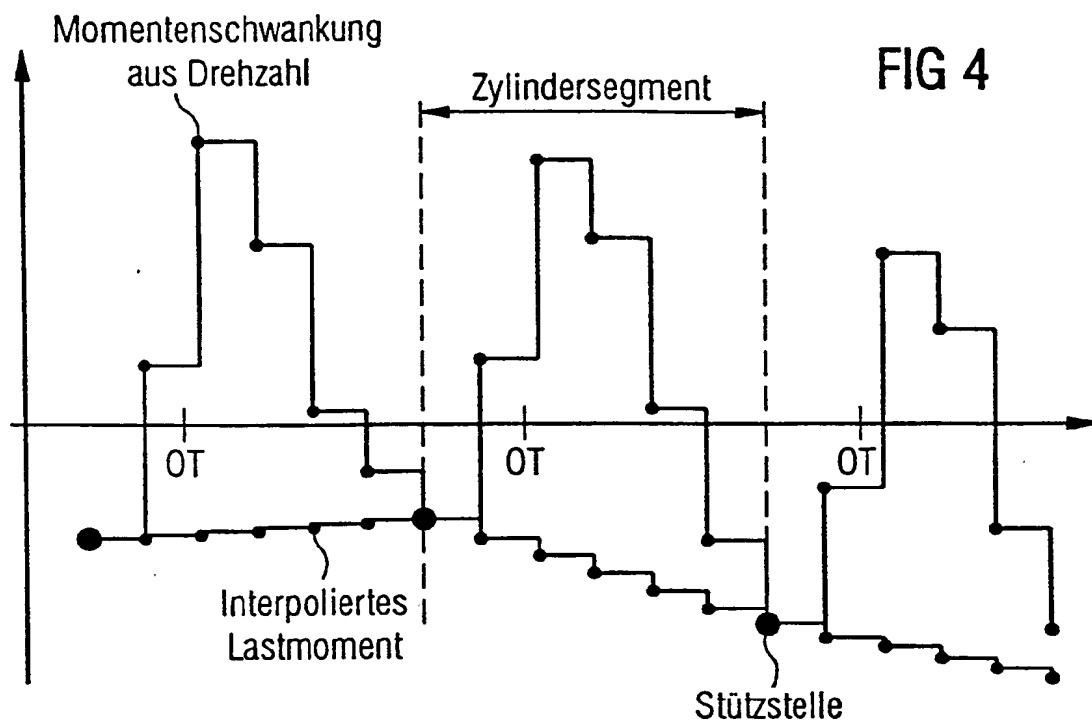 Momentenschwankung
aus Drehzahl
Zylindersegment
FIG 4
OT
OT
OT
Interpoliertes
Lastmoment
Stützstelle